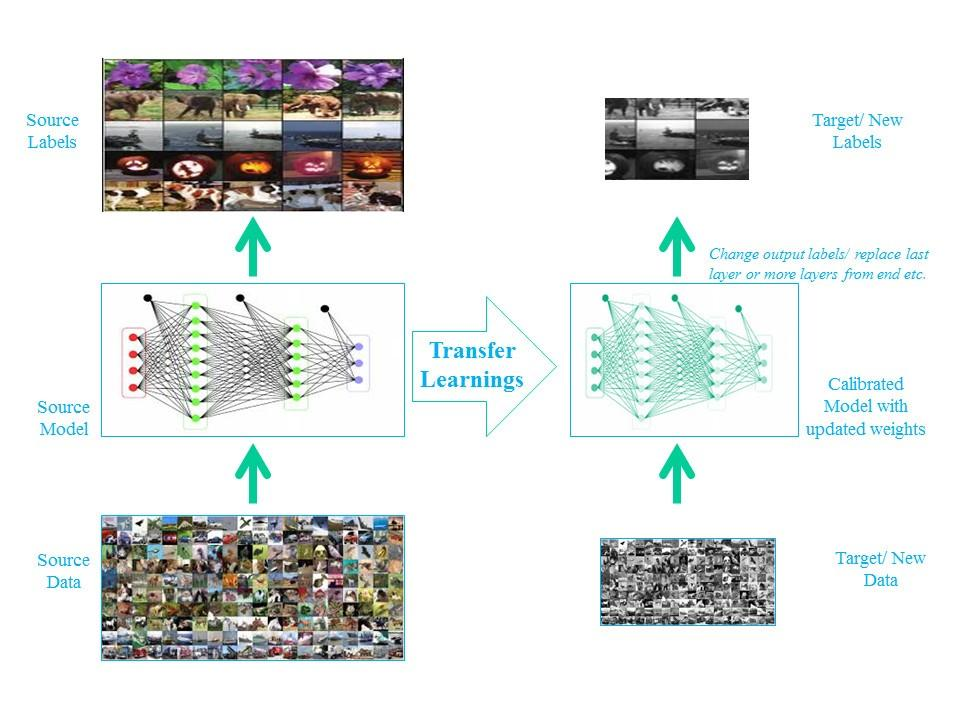 Source
Labels
Target/ New
Labels
Change output labels/ replace last
layer or more layers from end etc.
Transfer
Learnings
Source
Model
Calibrated
Model with
updated weights
Source
Data
Target/ New
Data